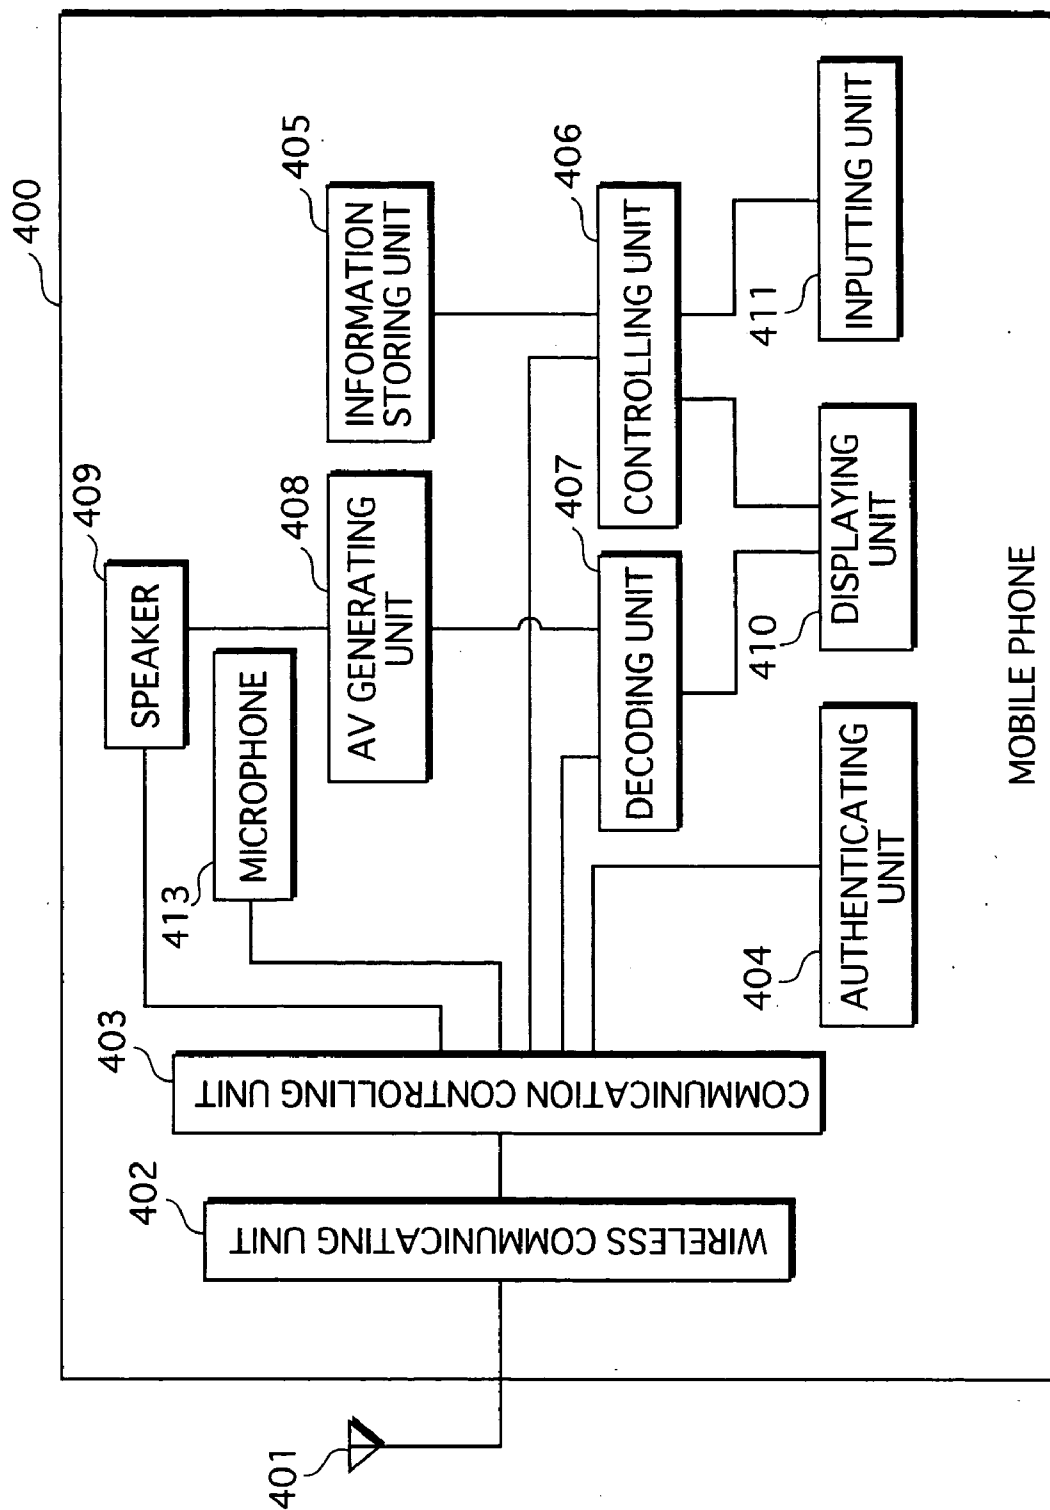 400
401
402
WIRELESS COMMUNICATING UNIT
403
COMMUNICATION CONTROLLING UNIT
409
SPEAKER
413
MICROPHONE
408
AV GENERATING
UNIT
405
INFORMATION
STORING UNIT
407
DECODING UNIT
406
CONTROLLING UNIT
404
AUTHENTICATING
UNIT
410
DISPLAYING
UNIT
411
INPUTTING UNIT
MOBILE PHONE